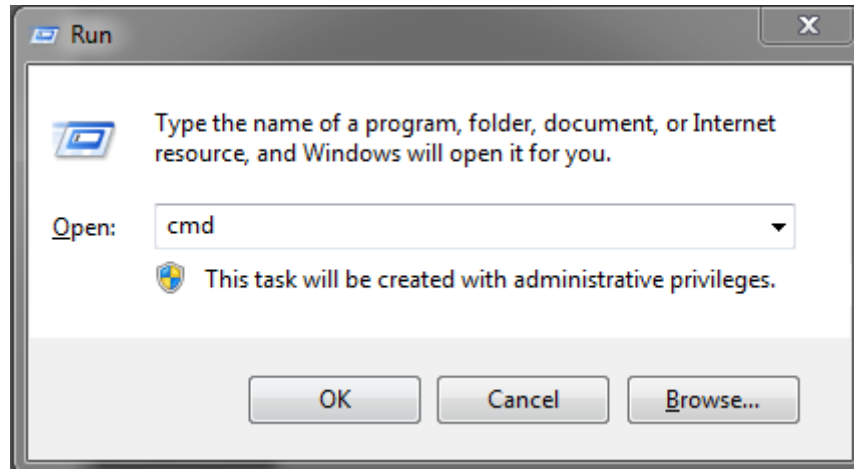 Run
Type the name of a program, folder, document, or Internet
resource, and Windows will open it for you.
Open: cmd
This task will be created with administrative privileges.
OK Cancel Browse...